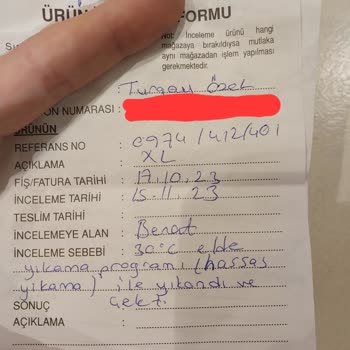 ÜRÜN FORMU
Not: İnceleme ürünü hangi
mağazaya bırakıldıysa mutlaka
aynı mağazadan işlem yapılması
gerekmektedir.
Turgay Özel
ON NUMARASI :
ÜRÜNÜN
REFERANS NO : 0974/412/401
AÇIKLAMA : XL
FİŞ/FATURA TARİHİ : 17.10.23
İNCELEME TARİHİ : 15.11.23
TESLİM TARİHİ :
İNCELEMEYE ALAN : Berat
İNCELEME SEBEBİ : 30°C elde
yıkama programı (hassas
yıkama) ile yıkandı ve
SONUÇ çekti.
AÇIKLAMA :